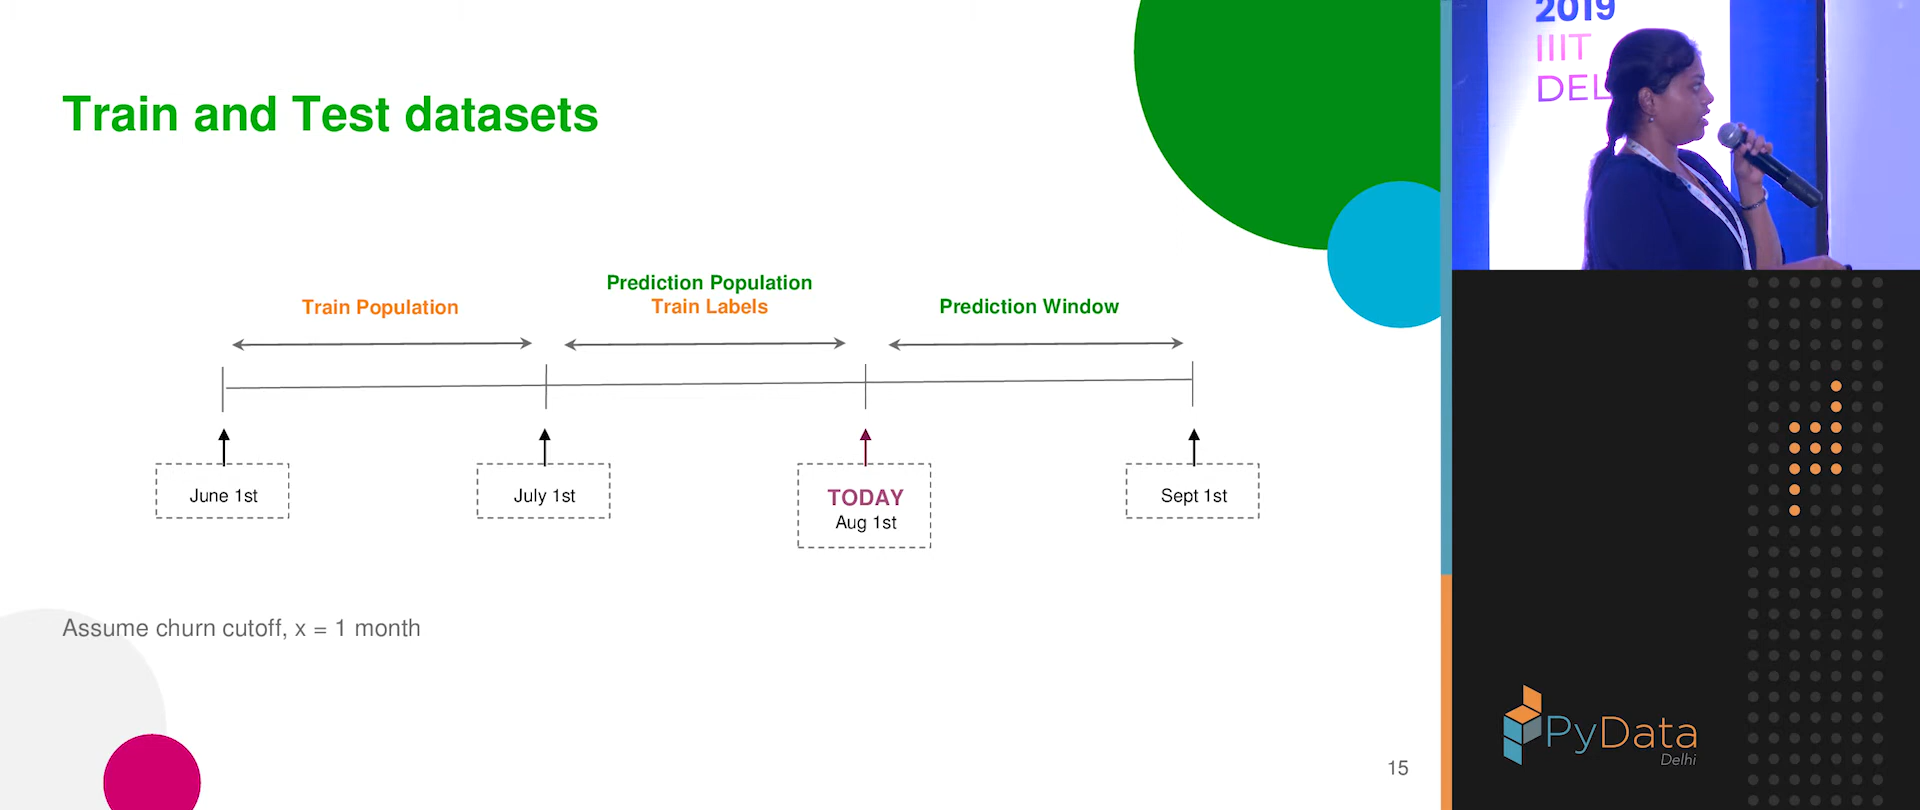 Train and Test datasets
Prediction Population
Train Population
Train Labels
Prediction Window
June 1st
July 1st
TODAY
Aug 1st
Sept 1st
Assume churn cutoff, x = 1 month
15
2019
IIIT
DEL
PyData
Delhi